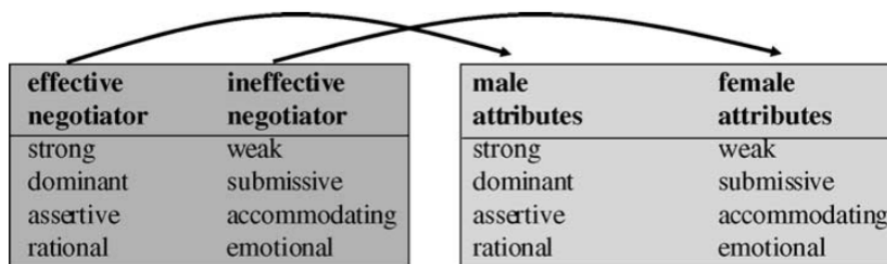 effective ineffective male female
negotiator negotiator attributes attributes
strong weak strong weak
dominant submissive dominant submissive
assertive accommodating assertive accommodating
rational emotional rational emotional